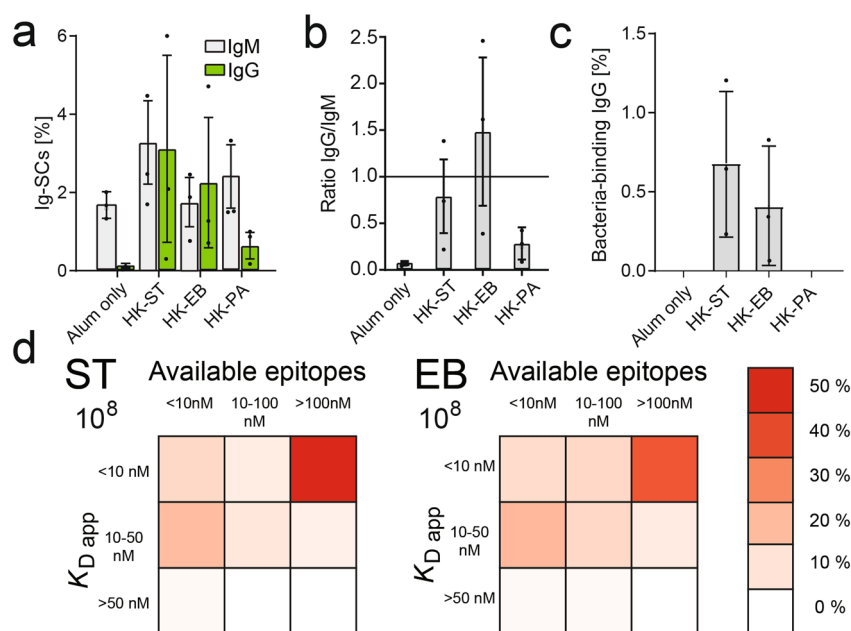 a
b
c
6
4
2
0
Ig-SCs [%]
IgM
IgG
Alum only
HK-ST
HK-EB
HK-PA
2.5
2.0
1.5
1.0
0.5
0.0
Ratio IgG/IgM
Alum only
HK-ST
HK-EB
HK-PA
1.5
1.0
0.5
0.0
Bacteria-binding IgG [%]
Alum only
HK-ST
HK-EB
HK-PA
d
ST Available epitopes
10⁸ <10nM 10-100 nM >100nM
<10 nM
10-50 nM
>50 nM
K_D app
EB Available epitopes
10⁸ <10nM 10-100 nM >100nM
<10 nM
10-50 nM
>50 nM
K_D app
50 %
40 %
30 %
20 %
10 %
0 %